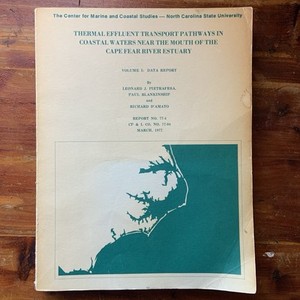 The Center for Marine and Coastal Studies — North Carolina State University
THERMAL EFFLUENT TRANSPORT PATHWAYS IN
COASTAL WATERS NEAR THE MOUTH OF THE
CAPE FEAR RIVER ESTUARY
VOLUME I: DATA REPORT
By
LEONARD J. PIETRAFESA
PAUL BLANKINSHIP
and
RICHARD D'AMATO
REPORT NO. 77-5
MARCH, 1977